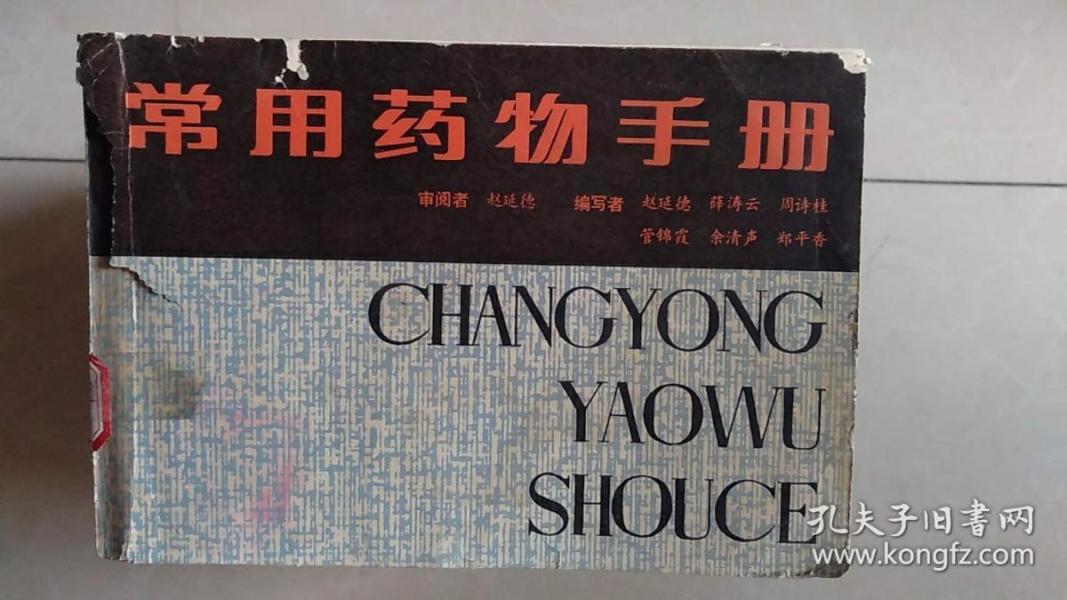 常用药物手册
审阅者 赵延德 编写者 赵延德 薛涛云 周诗桂
管锦霞 余清声 郑平香
CHANGYONG
YAOWU
SHOUCE
孔夫子旧書网
www.kongfz.com